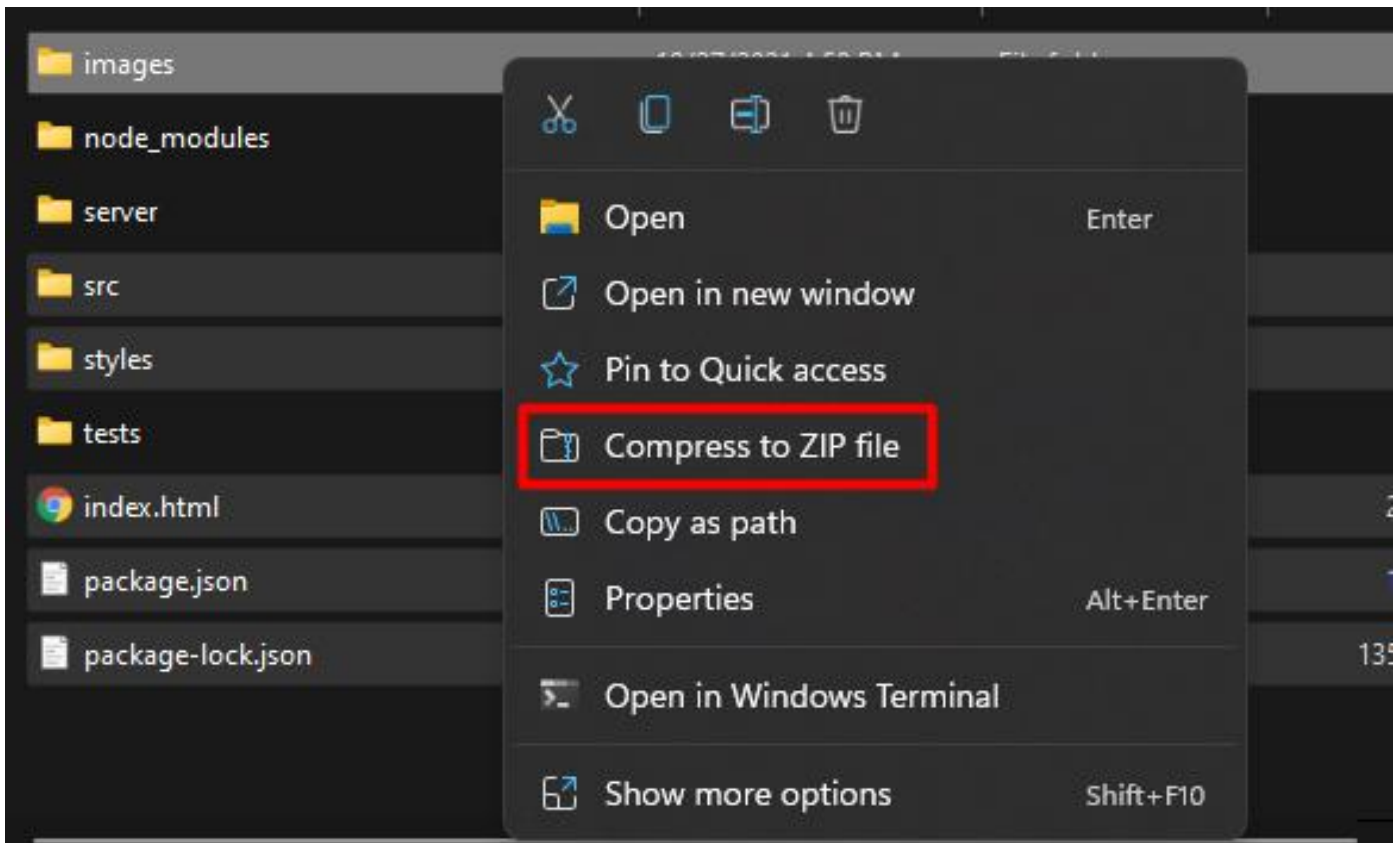 images
node_modules
server
src
styles
tests
index.html
package.json
package-lock.json
135
Open Enter
Open in new window
Pin to Quick access
Compress to ZIP file
Copy as path
Properties Alt+Enter
Open in Windows Terminal
Show more options Shift+F10